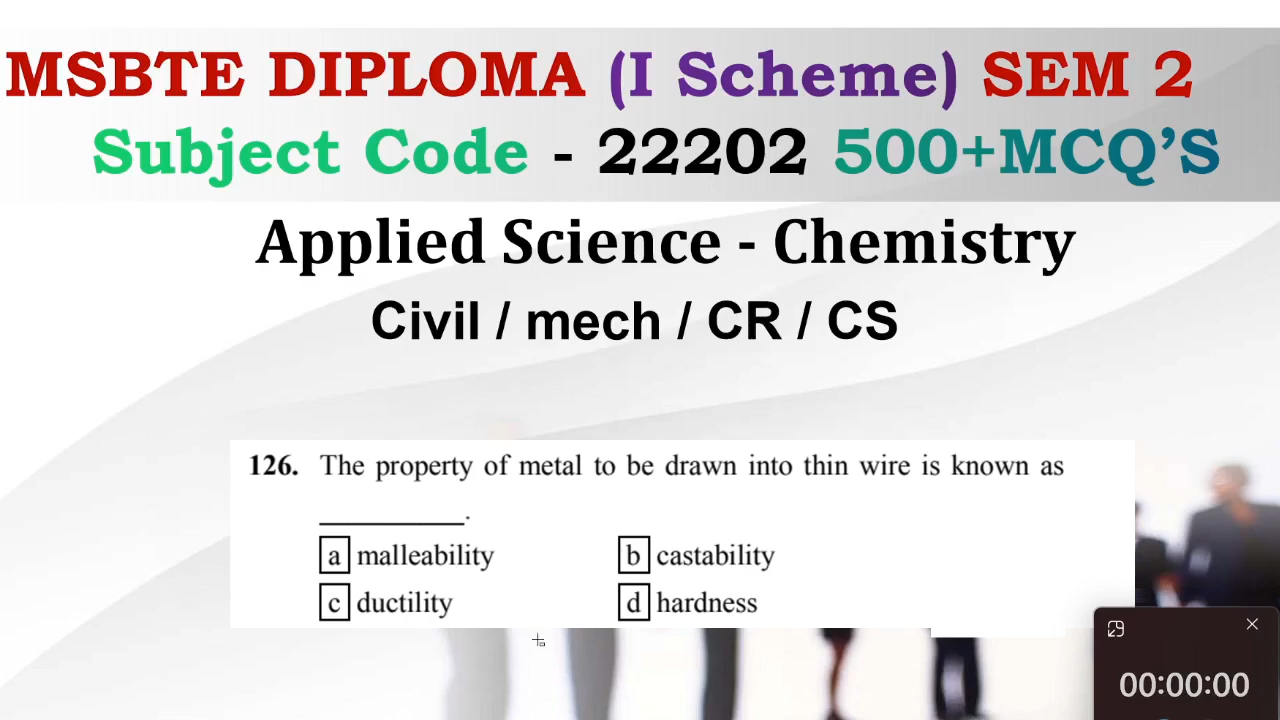 MSBTE DIPLOMA (I Scheme) SEM 2
Subject Code - 22202 500+MCQ’S
Applied Science - Chemistry
Civil / mech / CR / CS
126. The property of metal to be drawn into thin wire is known as
__________.
a malleability b castability
c ductility d hardness
00:00:00